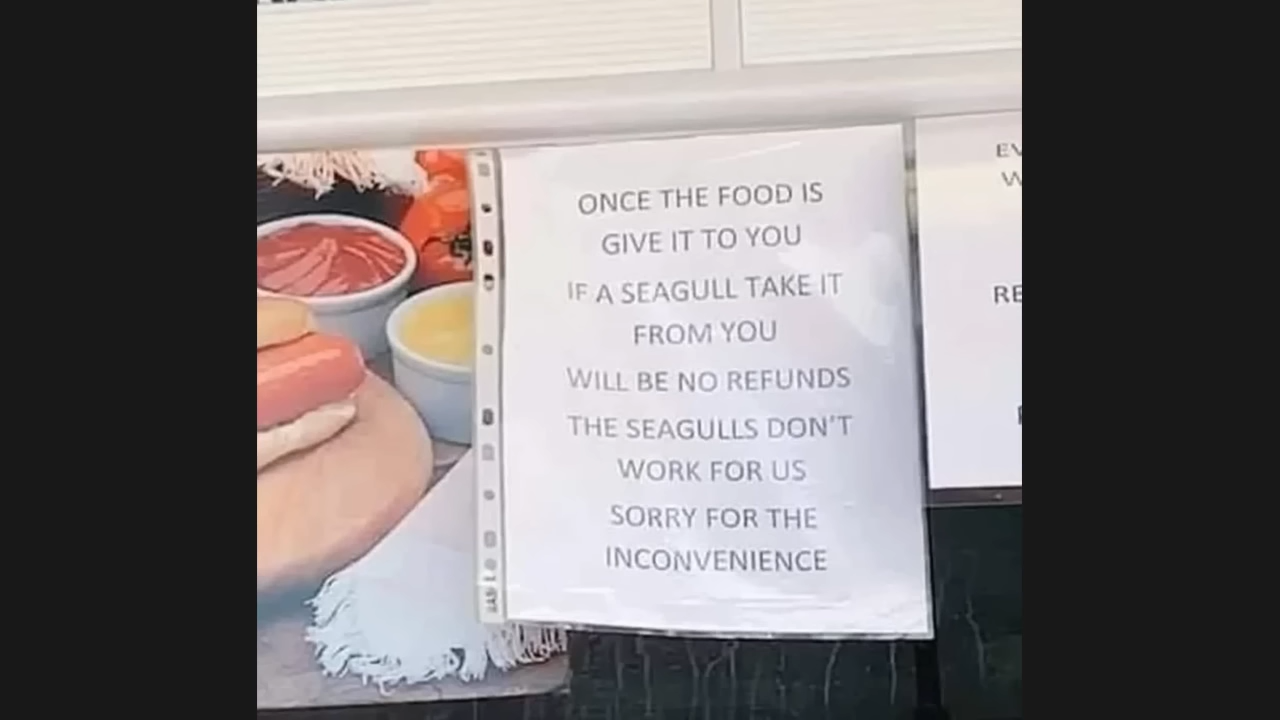 ONCE THE FOOD IS
GIVE IT TO YOU
IF A SEAGULL TAKE IT
FROM YOU
WILL BE NO REFUNDS
THE SEAGULLS DON'T
WORK FOR US
SORRY FOR THE
INCONVENIENCE